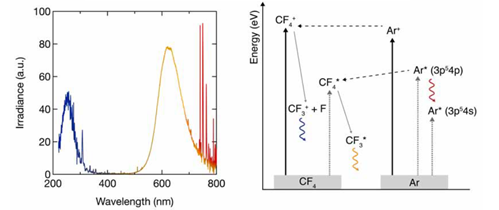 100
80
60
40
20
0
Irradiance (a.u.)
200 300 400 500 600 700 800
Wavelength (nm)
Energy (eV)
CF₄⁺
Ar⁺
CF₄*
Ar* (3p⁵4p)
CF₃⁺ + F
Ar* (3p⁵4s)
CF₃*
CF₄
Ar